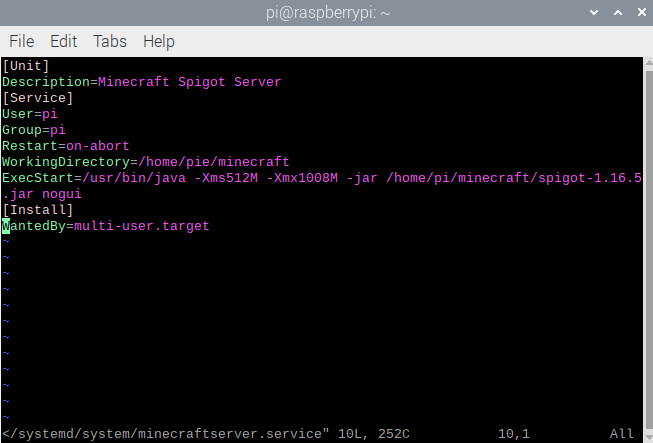 pi@raspberrypi: ~
File Edit Tabs Help
[Unit]
Description=Minecraft Spigot Server
[Service]
User=pi
Group=pi
Restart=on-abort
WorkingDirectory=/home/pie/minecraft
ExecStart=/usr/bin/java -Xms512M -Xmx1008M -jar /home/pi/minecraft/spigot-1.16.5
.jar nogui
[Install]
WantedBy=multi-user.target
~
~
~
~
~
~
~
~
~
~
~
~
</systemd/system/minecraftserver.service" 10L, 252C 10,1 All